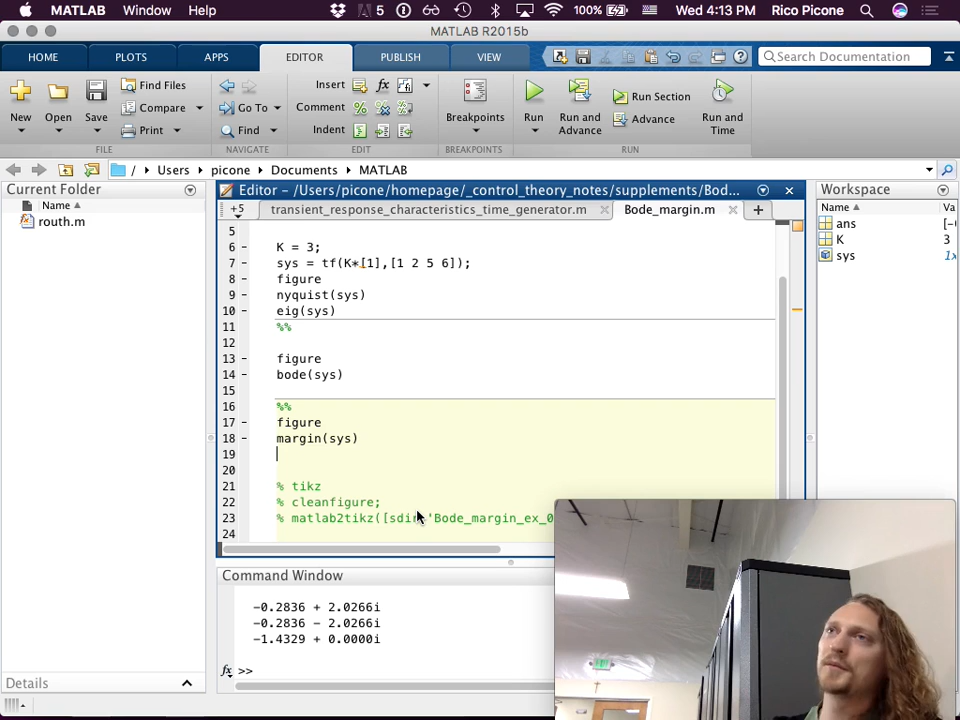 MATLAB Window Help 5 100% Wed 4:13 PM Rico Picone
MATLAB R2015b
HOME PLOTS APPS EDITOR PUBLISH VIEW Search Documentation
New Open Save Find Files Compare Print
Go To Find
Insert Comment Indent
Breakpoints
Run Run and Advance Run Section Advance Run and Time
FILE NAVIGATE EDIT BREAKPOINTS RUN
/ Users picone Documents MATLAB
Current Folder
Name
routh.m
Details
Editor - /Users/picone/homepage/_control_theory_notes/supplements/Bod...
+5 transient_response_characteristics_time_generator.m Bode_margin.m
5
6 - K = 3;
7 - sys = tf(K*[1],[1 2 5 6]);
8 - figure
9 - nyquist(sys)
10 - eig(sys)
11 %%
12
13 - figure
14 - bode(sys)
15
16 %%
17 - figure
18 - margin(sys)
19
20
21 % tikz
22 % cleanfigure;
23 % matlab2tikz([sdi 'Bode_margin_ex_0
24
Command Window
-0.2836 + 2.0266i
-0.2836 - 2.0266i
-1.4329 + 0.0000i
fx >>
Workspace
Name Va
ans [-
K 3
sys 1x